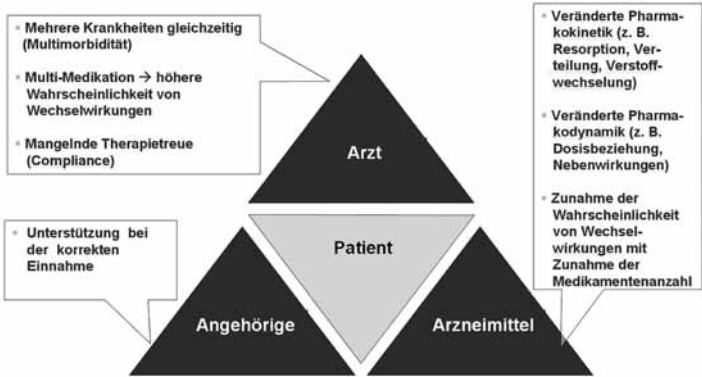 ▪ Mehrere Krankheiten gleichzeitig
(Multimorbidität)
▪ Multi-Medikation → höhere
Wahrscheinlichkeit von
Wechselwirkungen
▪ Mangelnde Therapietreue
(Compliance)
▪ Veränderte Pharma-
kokinetik (z. B.
Resorption, Ver-
teilung, Verstoff-
wechselung)
▪ Veränderte Pharma-
kodynamik (z. B.
Dosisbeziehung,
Nebenwirkungen)
▪ Zunahme der
Wahrscheinlichkeit
von Wechsel-
wirkungen mit
Zunahme der
Medikamentenanzahl
Arzt
▪ Unterstützung bei
der korrekten
Einnahme
Patient
Angehörige
Arzneimittel